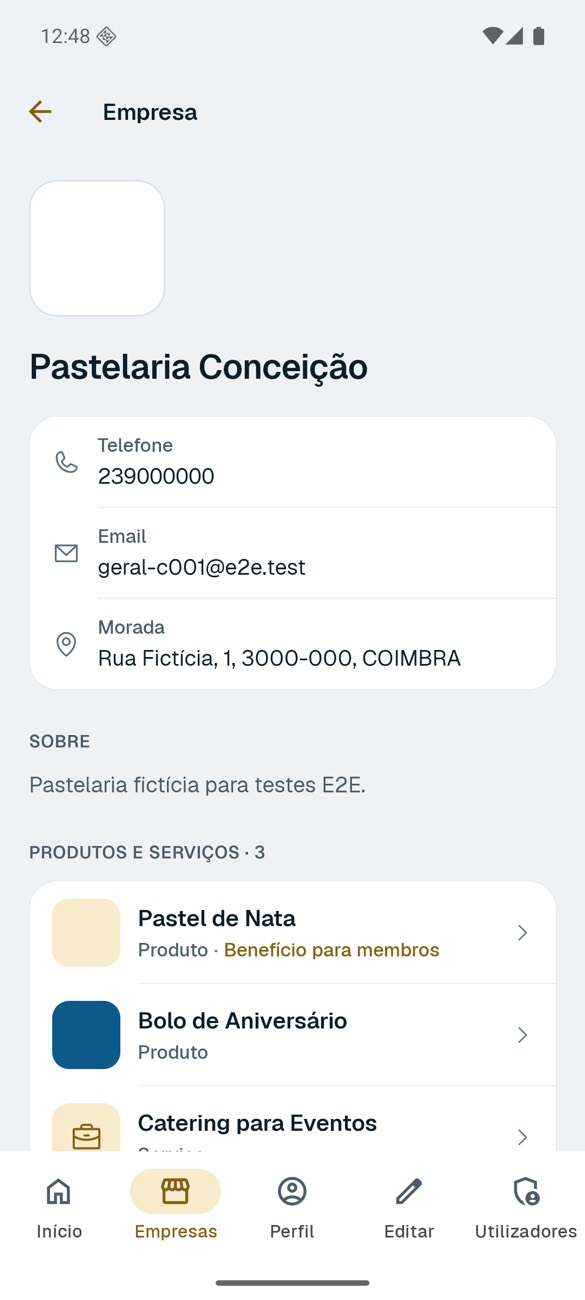 12:48
Empresa
Pastelaria Conceição
Telefone
239000000
Email
geral-c001@e2e.test
Morada
Rua Fictícia, 1, 3000-000, COIMBRA
SOBRE
Pastelaria fictícia para testes E2E.
PRODUTOS E SERVIÇOS · 3
Pastel de Nata
Produto · Benefício para membros
Bolo de Aniversário
Produto
Catering para Eventos
Início
Empresas
Perfil
Editar
Utilizadores